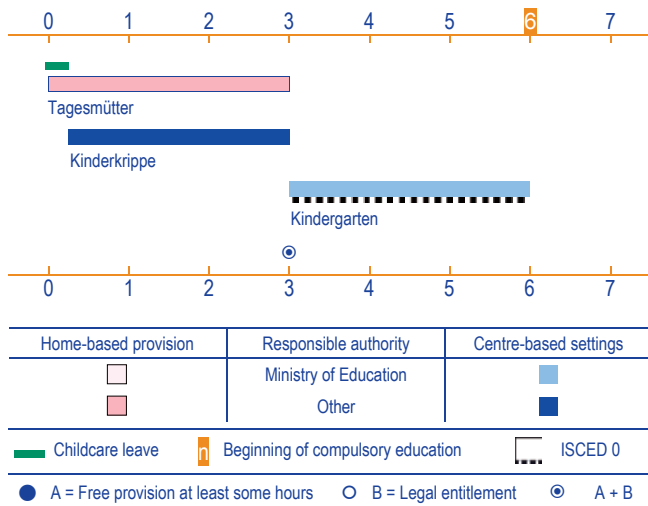 0 1 2 3 4 5 6 7
Tagesmütter
Kinderkrippe
Kindergarten
0 1 2 3 4 5 6 7
Home-based provision Responsible authority Centre-based settings
Ministry of Education
Other
Childcare leave n Beginning of compulsory education ISCED 0
A = Free provision at least some hours B = Legal entitlement A + B